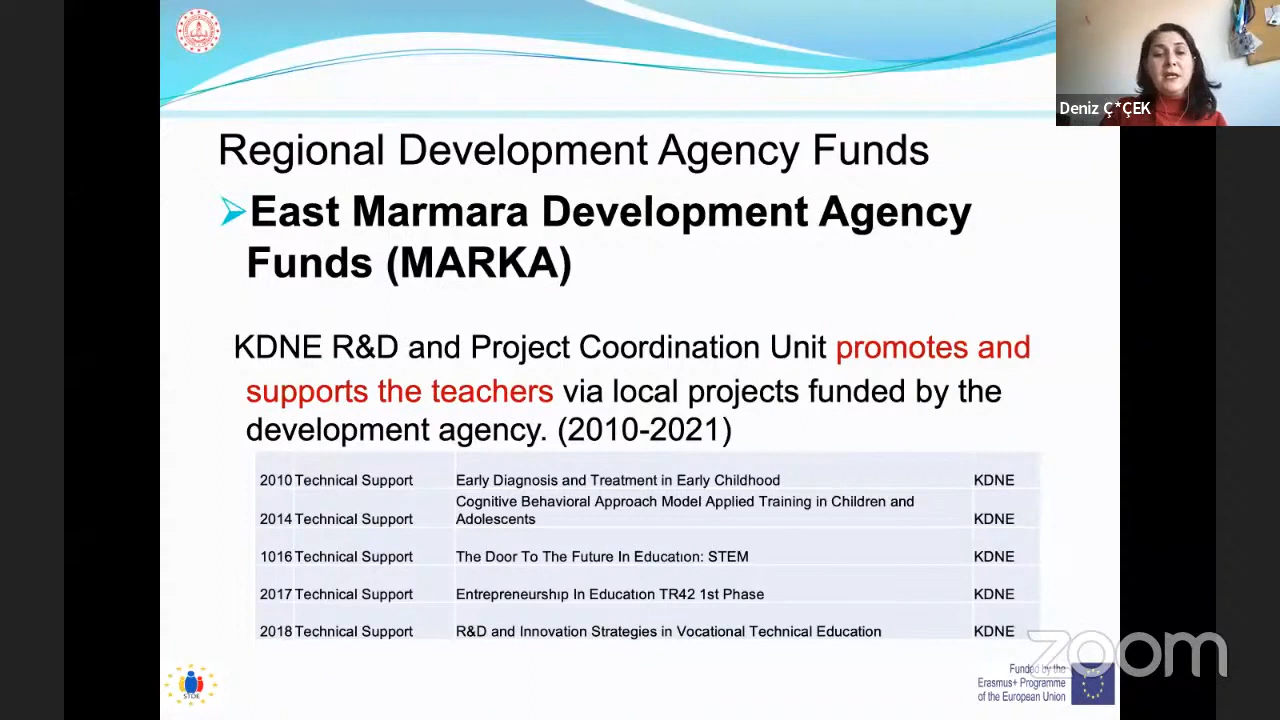 Deniz Ç*ÇEK
Regional Development Agency Funds
East Marmara Development Agency
Funds (MARKA)
KDNE R&D and Project Coordination Unit promotes and
supports the teachers via local projects funded by the
development agency. (2010-2021)
2010 Technical Support Early Diagnosis and Treatment in Early Childhood KDNE
Cognitive Behavioral Approach Model Applied Training in Children and
2014 Technical Support Adolescents KDNE
1016 Technical Support The Door To The Future In Educatıon: STEM KDNE
2017 Technical Support Entrepreneurshıp In Educatıon TR42 1st Phase KDNE
2018 Technical Support R&D and Innovation Strategies in Vocational Technical Education KDNE
zoom
Funded by the
Erasmus+ Programme
of the European Union